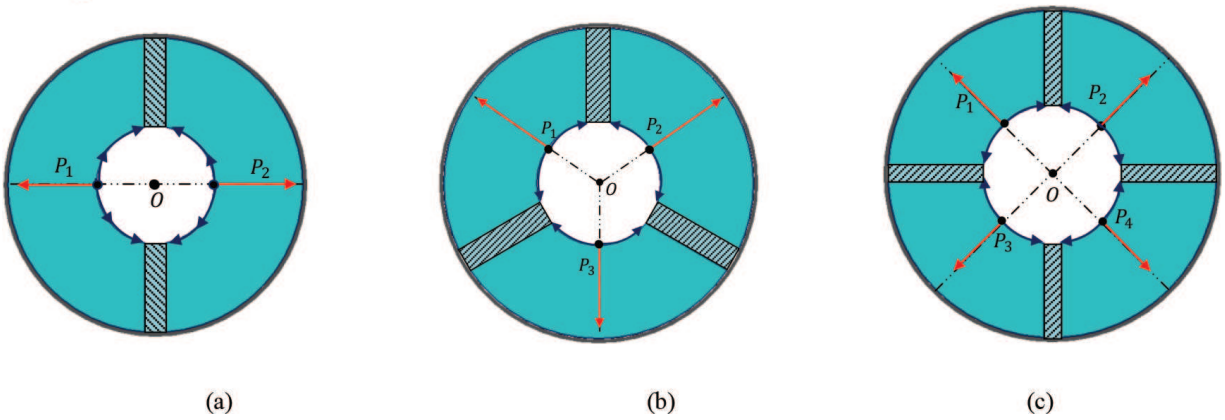 P₁ P₂
O
(a)
P₁ P₂
O
P₃
(b)
P₁ P₂
O
P₃ P₄
(c)